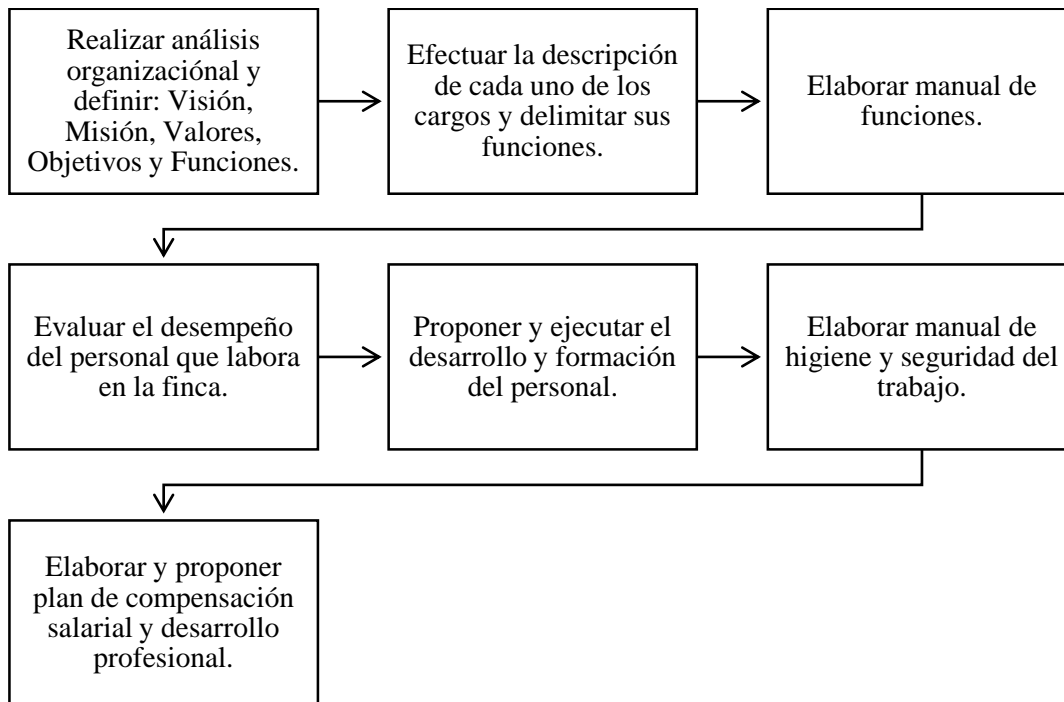 Realizar análisis
organizaciónal y
definir: Visión,
Misión, Valores,
Objetivos y Funciones.
Efectuar la descripción
de cada uno de los
cargos y delimitar sus
funciones.
Elaborar manual de
funciones.
Evaluar el desempeño
del personal que labora
en la finca.
Proponer y ejecutar el
desarrollo y formación
del personal.
Elaborar manual de
higiene y seguridad del
trabajo.
Elaborar y proponer
plan de compensación
salarial y desarrollo
profesional.